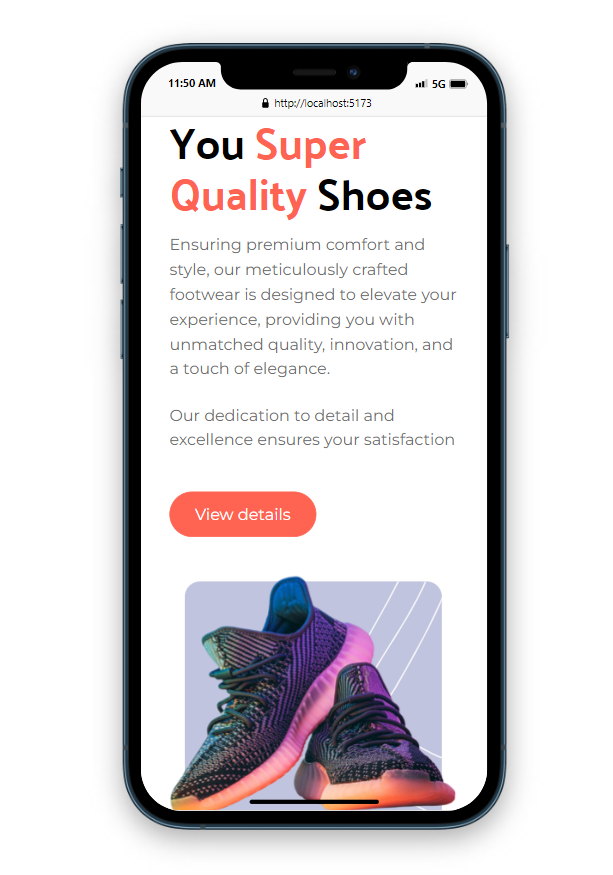 11:50 AM
5G
http://localhost:5173
You Super
Quality Shoes
Ensuring premium comfort and
style, our meticulously crafted
footwear is designed to elevate your
experience, providing you with
unmatched quality, innovation, and
a touch of elegance.
Our dedication to detail and
excellence ensures your satisfaction
View details